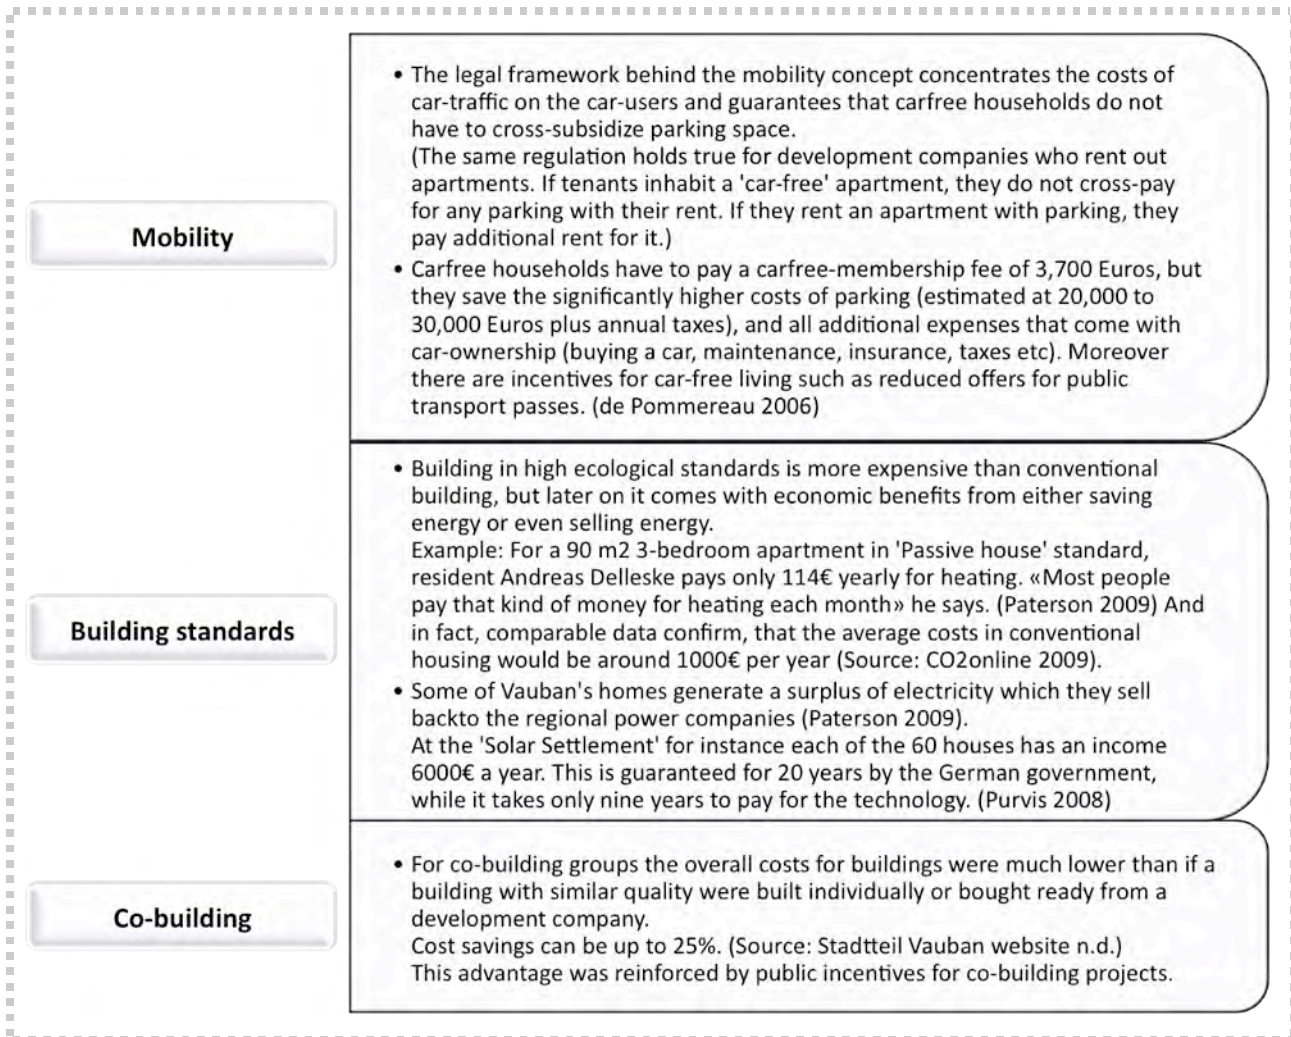 Mobility
• The legal framework behind the mobility concept concentrates the costs of
car-traffic on the car-users and guarantees that carfree households do not
have to cross-subsidize parking space.
(The same regulation holds true for development companies who rent out
apartments. If tenants inhabit a 'car-free' apartment, they do not cross-pay
for any parking with their rent. If they rent an apartment with parking, they
pay additional rent for it.)
• Carfree households have to pay a carfree-membership fee of 3,700 Euros, but
they save the significantly higher costs of parking (estimated at 20,000 to
30,000 Euros plus annual taxes), and all additional expenses that come with
car-ownership (buying a car, maintenance, insurance, taxes etc). Moreover
there are incentives for car-free living such as reduced offers for public
transport passes. (de Pommereau 2006)
Building standards
• Building in high ecological standards is more expensive than conventional
building, but later on it comes with economic benefits from either saving
energy or even selling energy.
Example: For a 90 m2 3-bedroom apartment in 'Passive house' standard,
resident Andreas Delleske pays only 114€ yearly for heating. «Most people
pay that kind of money for heating each month» he says. (Paterson 2009) And
in fact, comparable data confirm, that the average costs in conventional
housing would be around 1000€ per year (Source: CO2online 2009).
• Some of Vauban's homes generate a surplus of electricity which they sell
backto the regional power companies (Paterson 2009).
At the 'Solar Settlement' for instance each of the 60 houses has an income
6000€ a year. This is guaranteed for 20 years by the German government,
while it takes only nine years to pay for the technology. (Purvis 2008)
Co-building
• For co-building groups the overall costs for buildings were much lower than if a
building with similar quality were built individually or bought ready from a
development company.
Cost savings can be up to 25%. (Source: Stadtteil Vauban website n.d.)
This advantage was reinforced by public incentives for co-building projects.